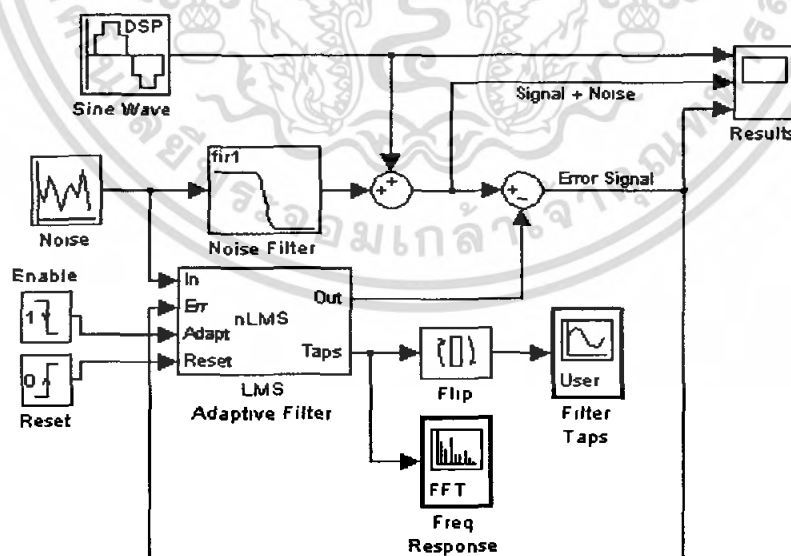 DSP
Sine Wave
Signal + Noise
Results
fir1
Error Signal
Noise
Noise Filter
Enable
In
Err
nLMS
Out
1
Adapt
0
Reset
Taps
Reset
LMS
Adaptive Filter
Flip
User
Filter
Taps
FFT
Freq
Response